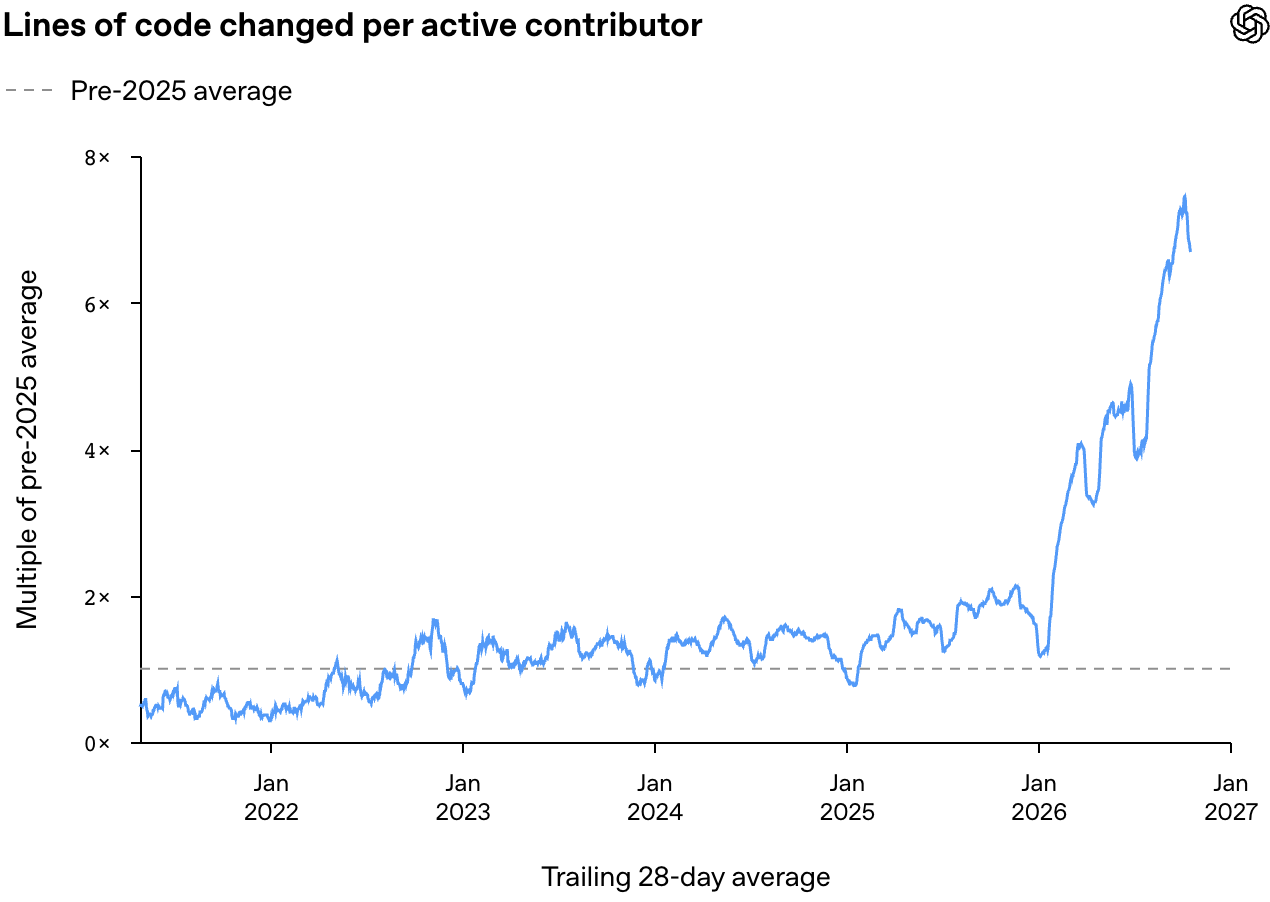 Lines of code changed per active contributor
Pre-2025 average
8×
6×
4×
2×
1×
0×
Multiple of pre-2025 average
Jan
2022
Jan
2023
Jan
2024
Jan
2025
Jan
2026
Jan
2027
Trailing 28-day average